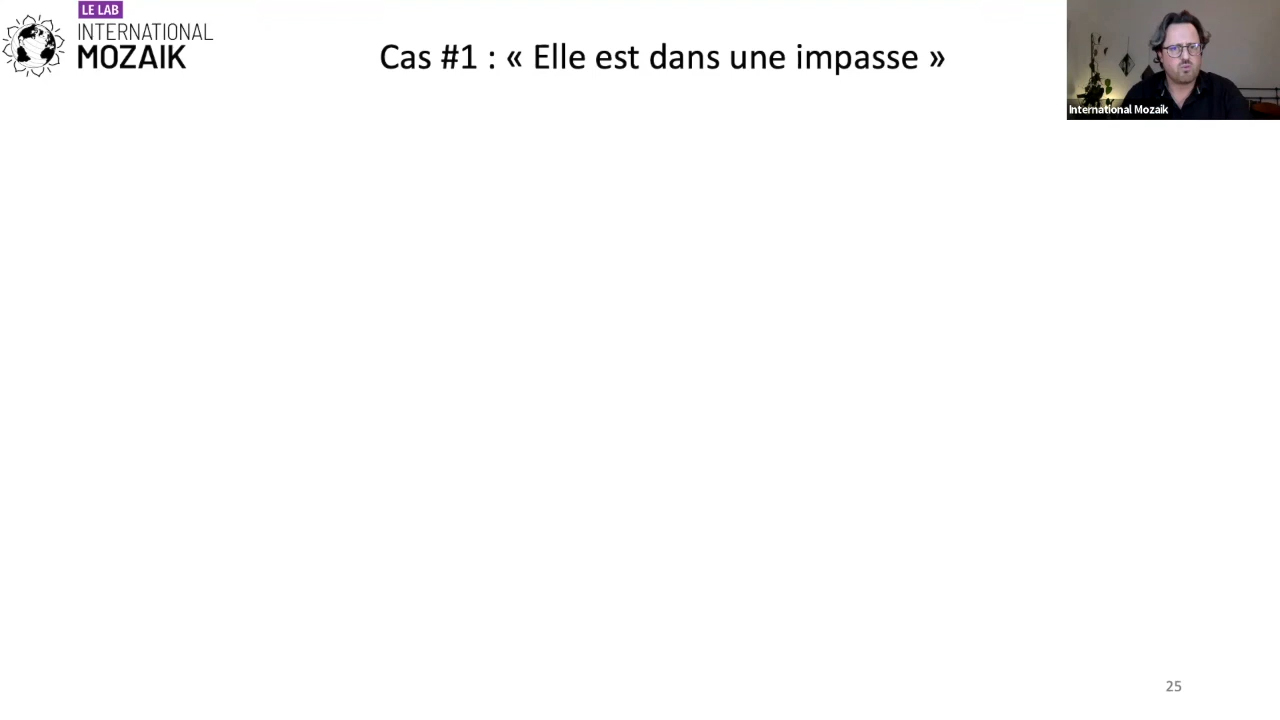 LE LAB
INTERNATIONAL
MOZAIK
Cas #1 : « Elle est dans une impasse »
International Mozaik
25